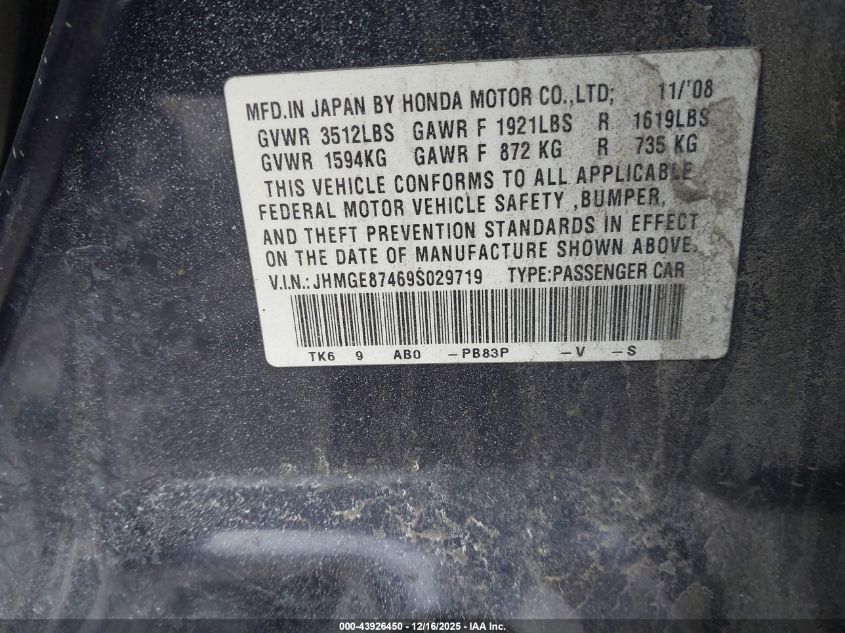 MFD.IN JAPAN BY HONDA MOTOR CO.,LTD; 11/'08
GVWR 3512LBS GAWR F 1921LBS R 1619LBS
GVWR 1594KG GAWR F 872 KG R 735 KG
THIS VEHICLE CONFORMS TO ALL APPLICABLE
FEDERAL MOTOR VEHICLE SAFETY ,BUMPER,
AND THEFT PREVENTION STANDARDS IN EFFECT
ON THE DATE OF MANUFACTURE SHOWN ABOVE.
V.I.N.:JHMGE87469S029719 TYPE:PASSENGER CAR
TK6 9 AB0 -PB83P -V -S
000-43926450 - 12/16/2025 - IAA Inc.